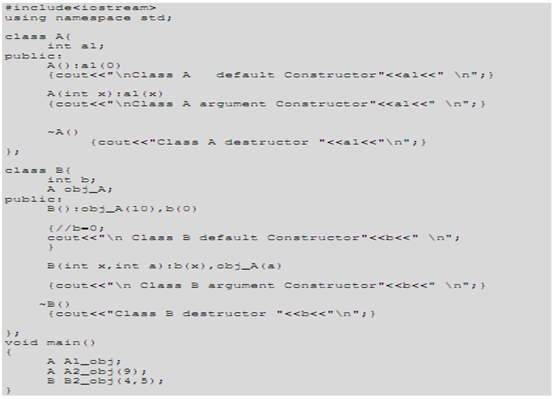 #include<iostream>
using namespace std;
class A{
int a1;
public:
A():a1(0)
{cout<<"\nClass A   default Constructor"<<a1<<" \n";}
A(int x):a1(x)
{cout<<"\nClass A argument Constructor"<<a1<<" \n";}
~A()
{cout<<"Class A destructor "<<a1<<"\n";}
};
class B{
int b;
A obj_A;
public:
B():obj_A(10),b(0)
{//b=0;
cout<<"\n Class B default Constructor"<<b<<" \n";
}
B(int x,int a):b(x),obj_A(a)
{cout<<"\n Class B argument Constructor"<<b<<" \n";}
~B()
{cout<<"Class B destructor "<<b<<"\n";}
};
void main()
{
A A1_obj;
A A2_obj(9);
B B2_obj(4,5);
}